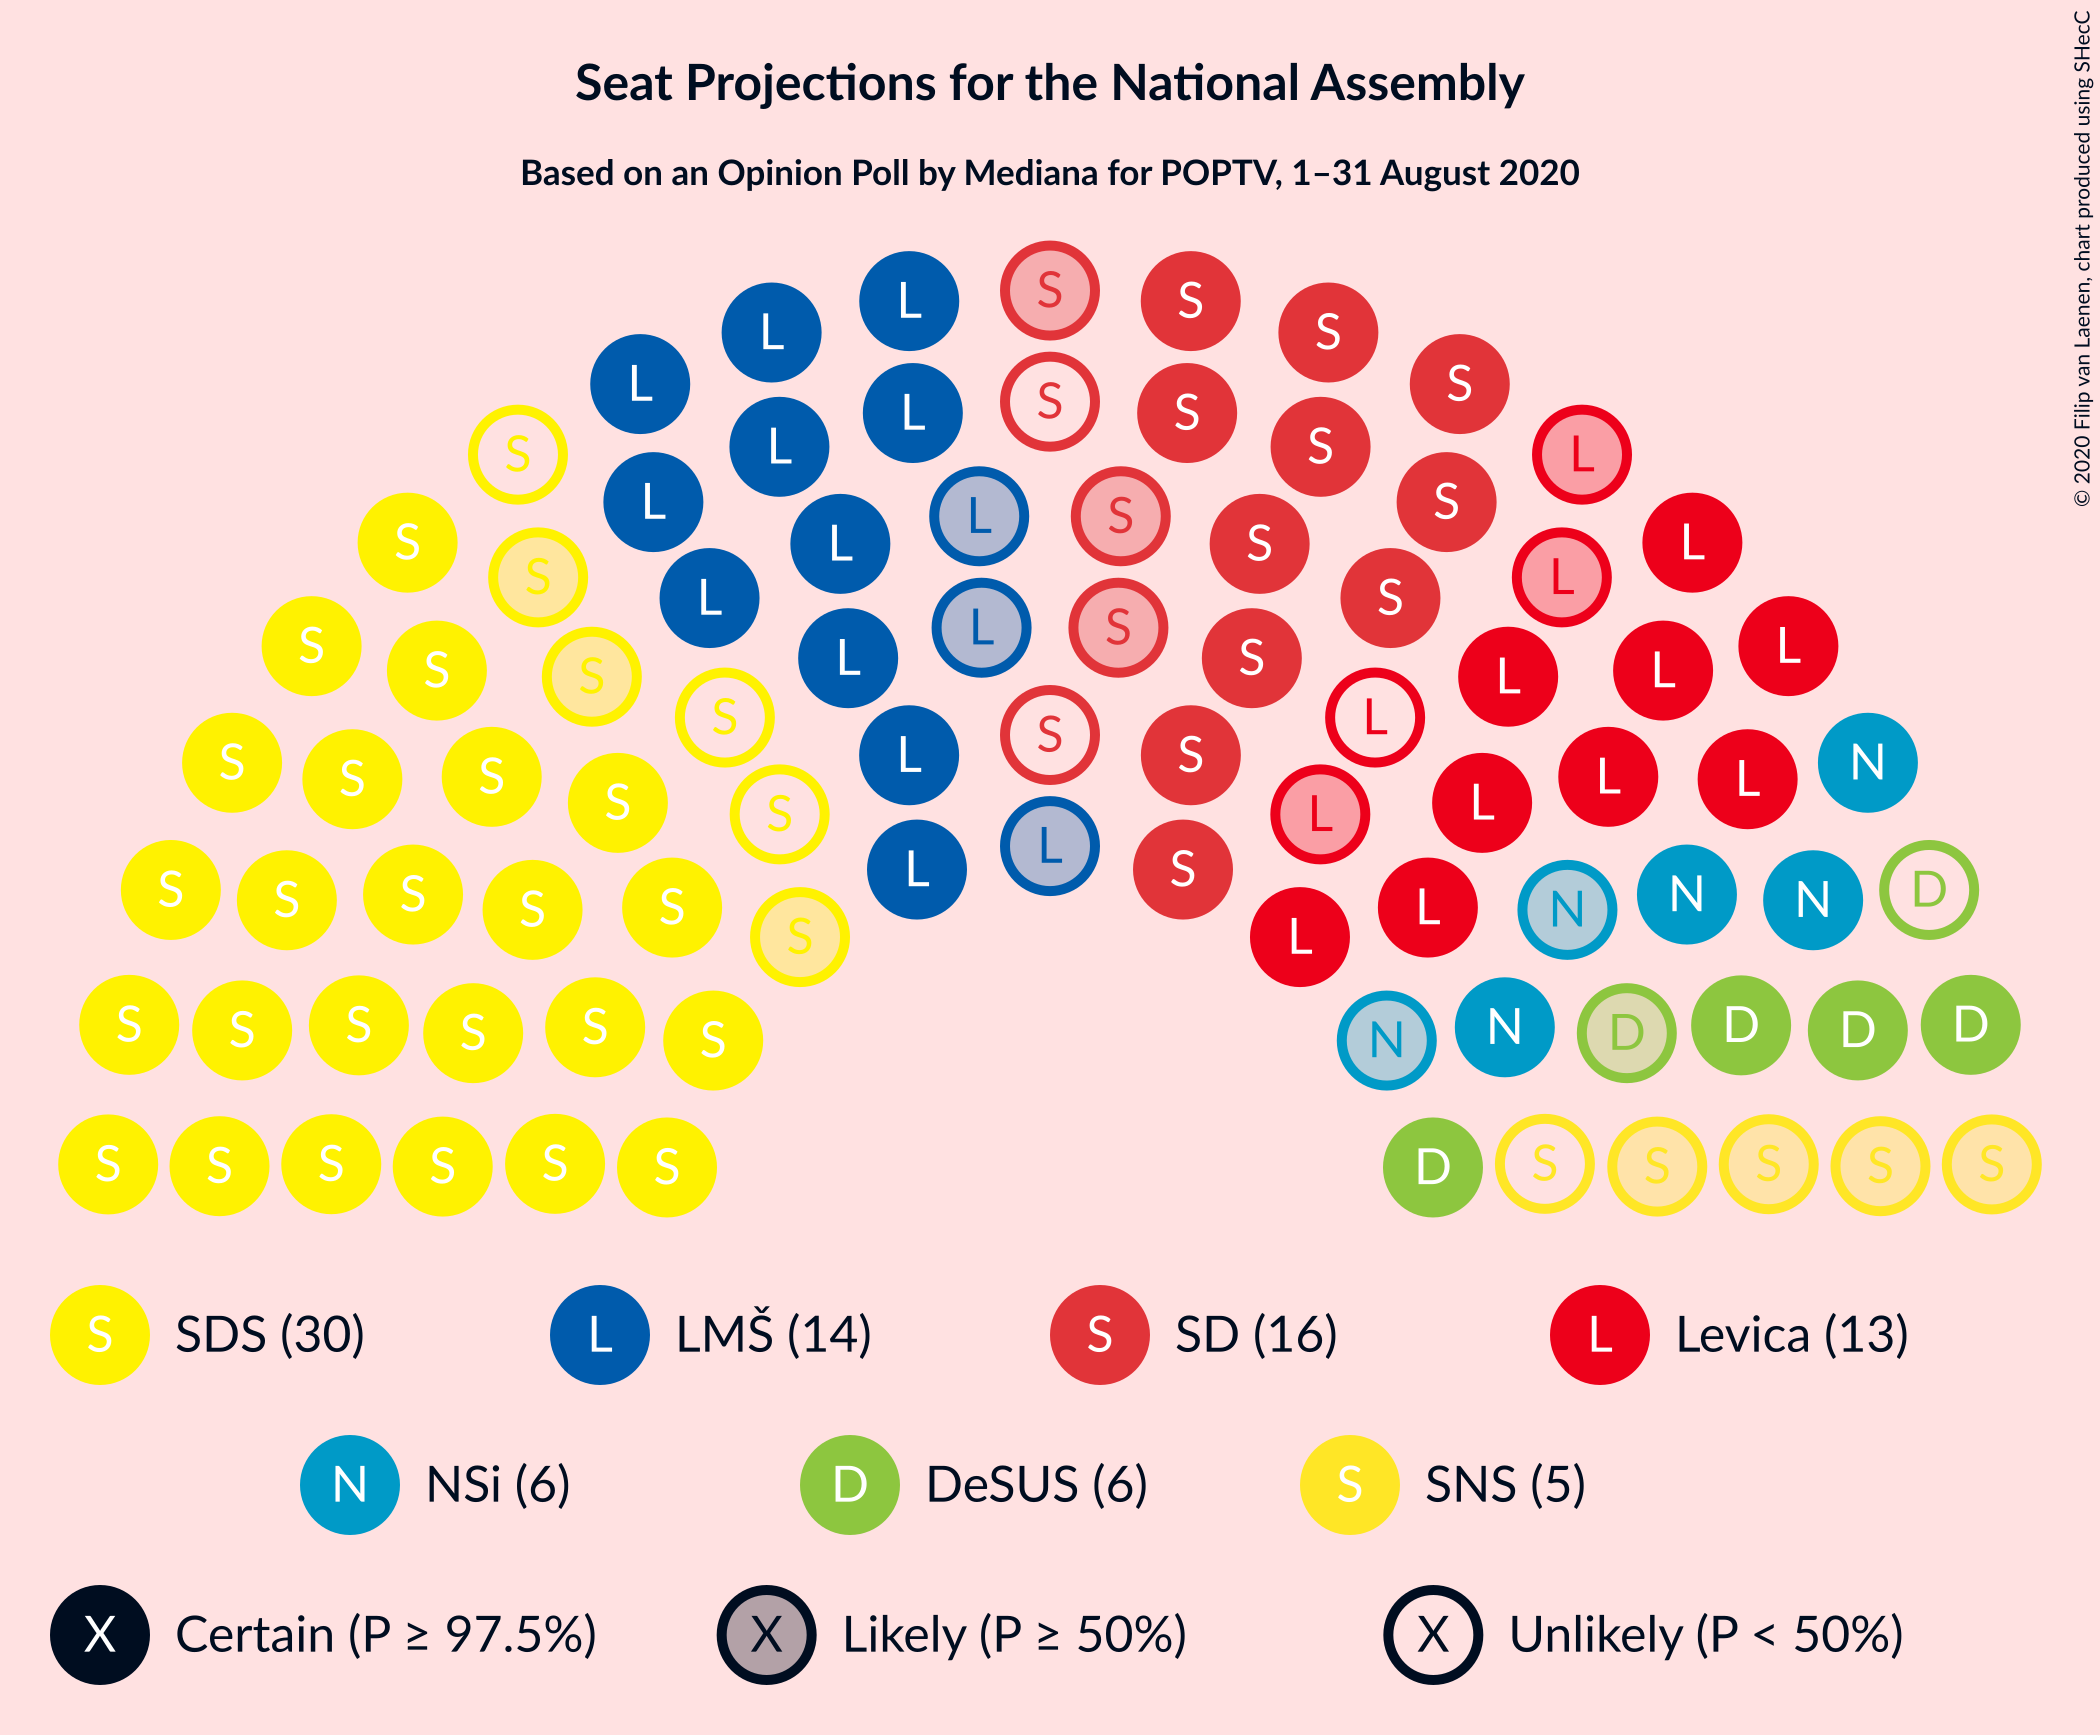 Seat Projections for the National Assembly
Based on an Opinion Poll by Mediana for POPTV, 1–31 August 2020
© 2020 Filip van Laenen, chart produced using SHecC
L L S S
L S
L S
L L S S
S L
L S
L S
S L L S L
L S
S L
L S
S L L S S L
S L L
S L
S S L L
S S N
S L S L
S S L L
S S L L
S L S L
S S S N N D
S S L L
S S N
S L
S S S D D D
S S N D
S S N
S S S S S S D S S S S S
S SDS (30) L LMŠ (14) S SD (16) L Levica (13)
N NSi (6) D DeSUS (6) S SNS (5)
X Certain (P ≥ 97.5%) X Likely (P ≥ 50%) X Unlikely (P < 50%)